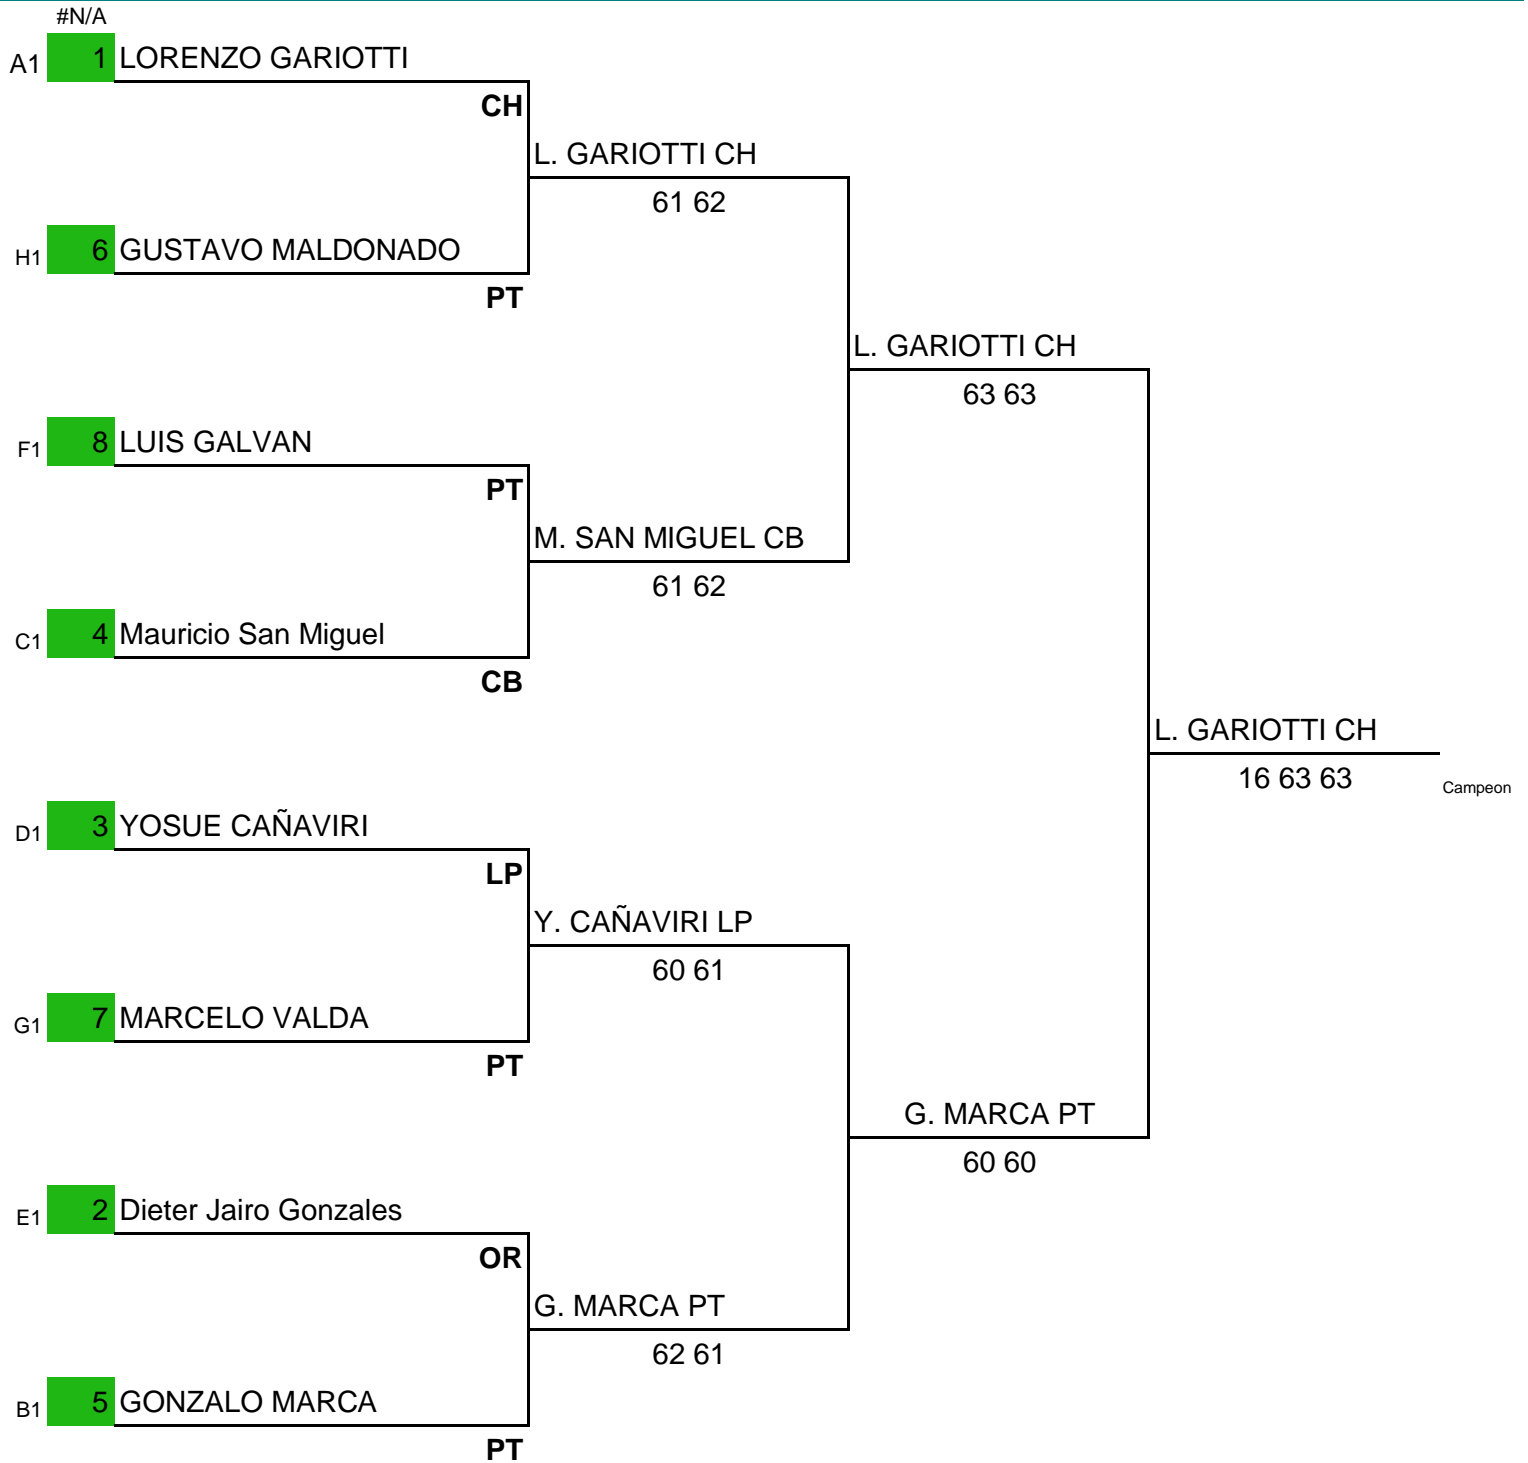 #N/A
A1 1 LORENZO GARIOTTI
CH
L. GARIOTTI CH
61 62
H1 6 GUSTAVO MALDONADO
PT
L. GARIOTTI CH
63 63
F1 8 LUIS GALVAN
PT
M. SAN MIGUEL CB
61 62
C1 4 Mauricio San Miguel
CB
L. GARIOTTI CH
16 63 63
Campeon
D1 3 YOSUE CAÑAVIRI
LP
Y. CAÑAVIRI LP
60 61
G1 7 MARCELO VALDA
PT
G. MARCA PT
60 60
E1 2 Dieter Jairo Gonzales
OR
G. MARCA PT
62 61
B1 5 GONZALO MARCA
PT